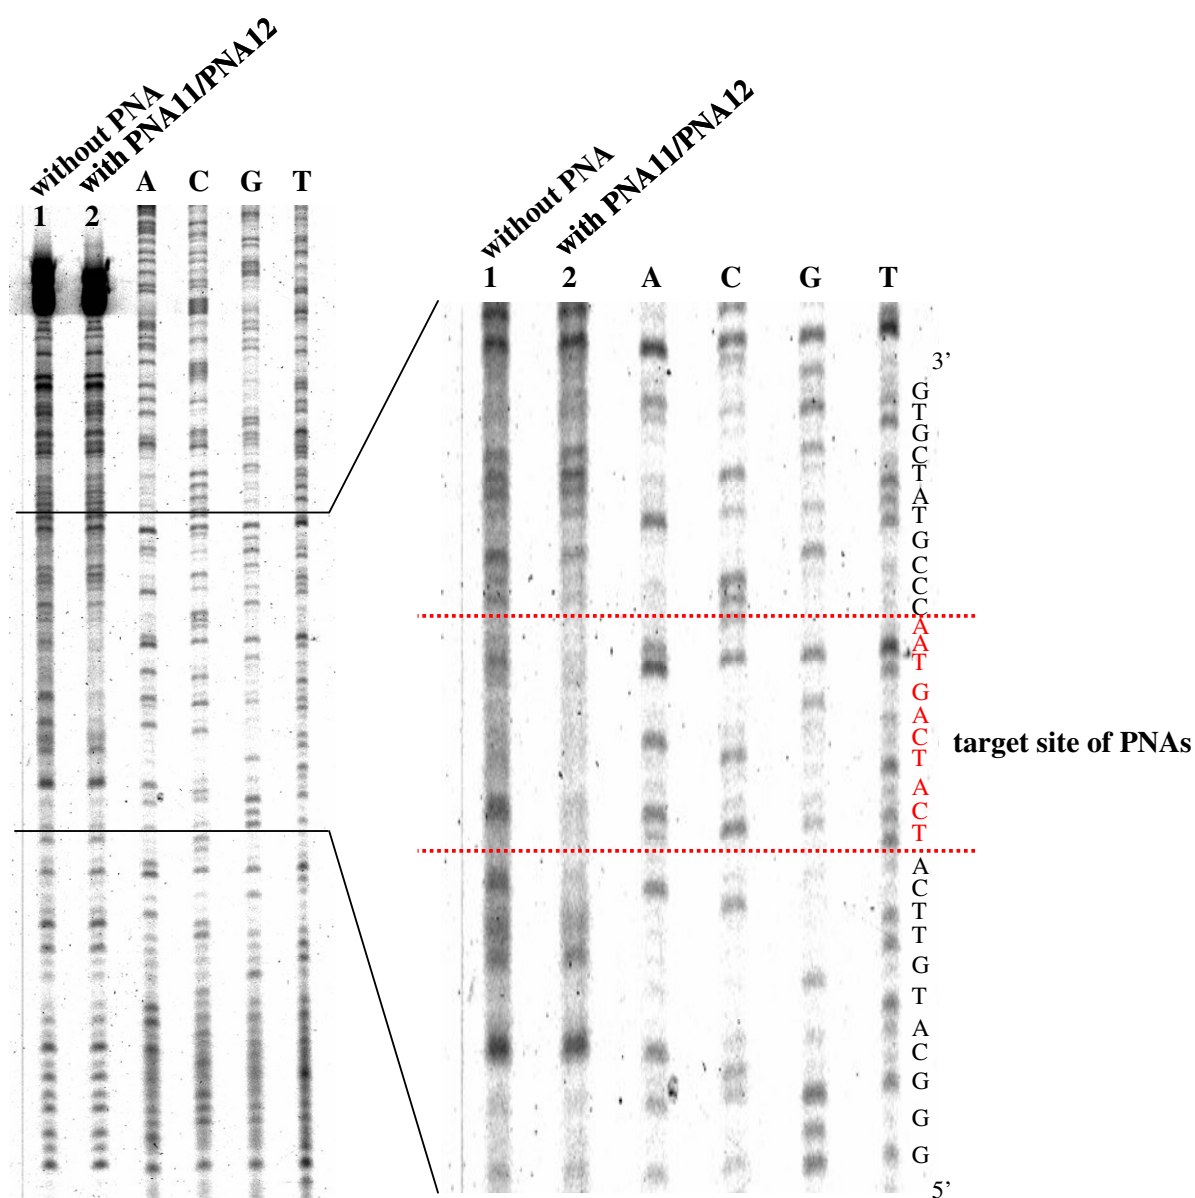 without PNA
with PNA11/PNA12
1 2 A C G T
without PNA
with PNA11/PNA12
1 2 A C G T
3’
G
T
G
C
T
A
T
G
C
C
C
A
A
T
G
A
C
T
A
C
T
target site of PNAs
A
C
T
T
G
T
A
C
G
G
G
5’